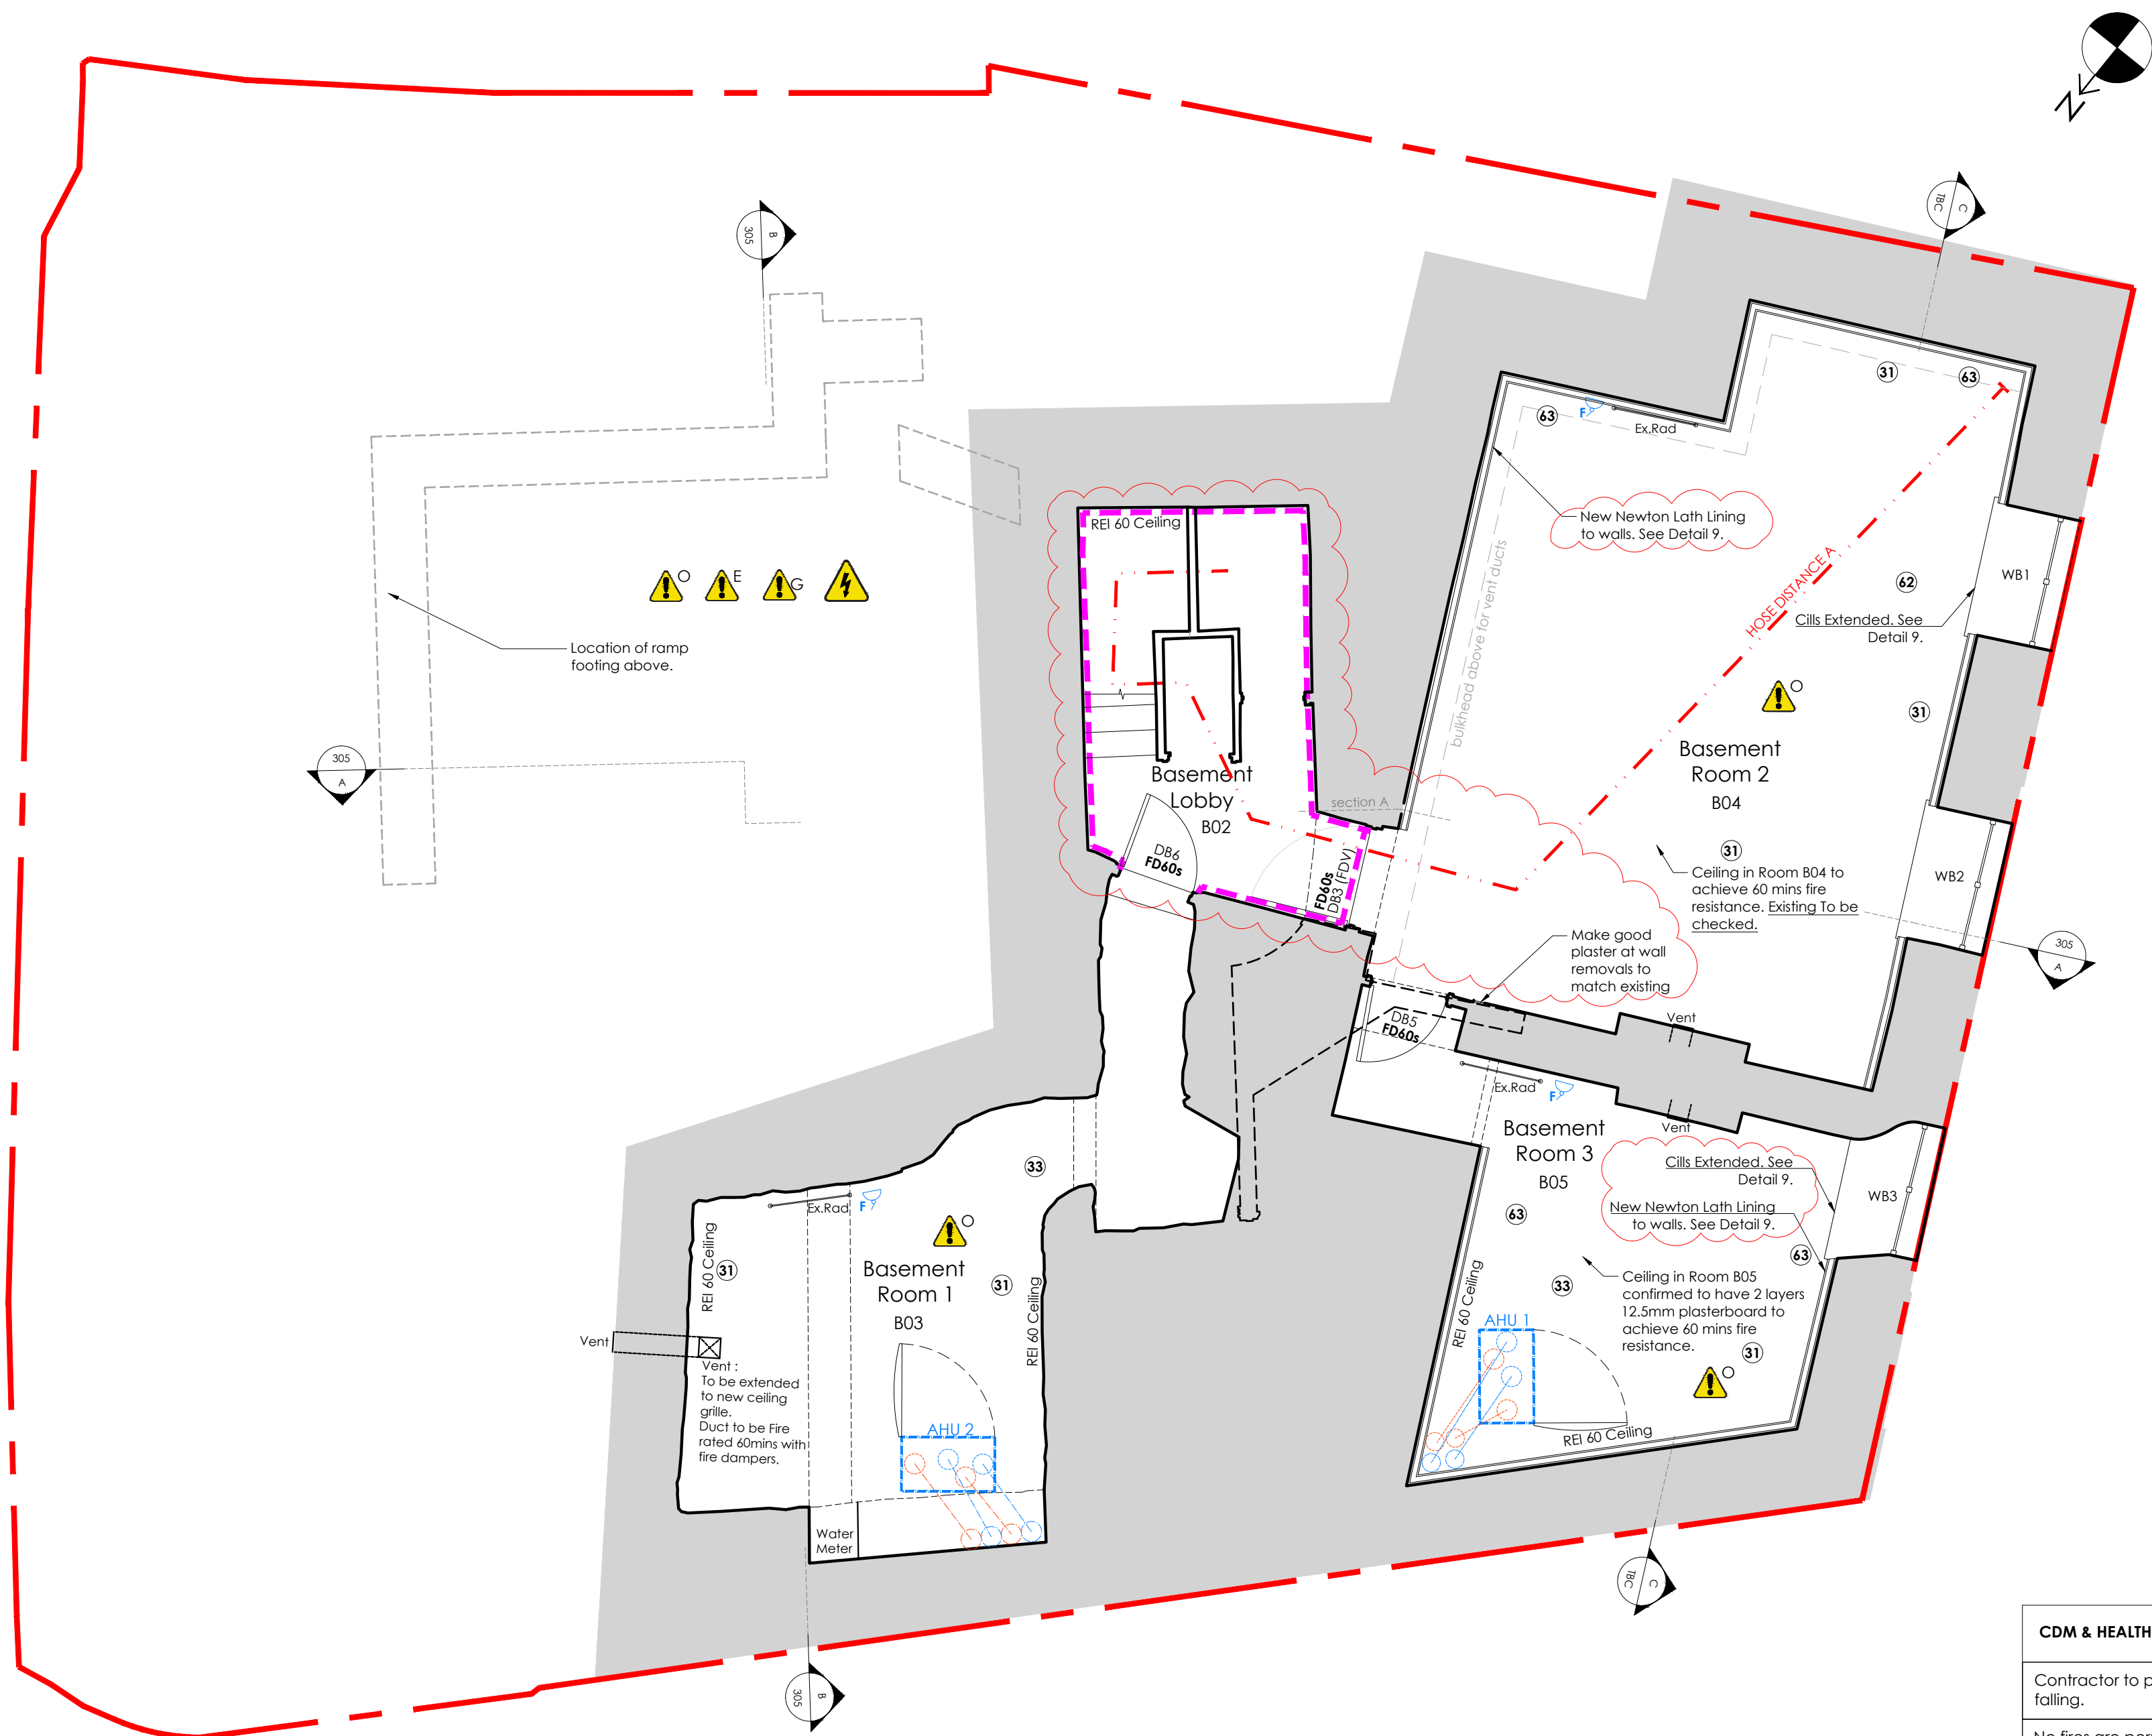 N
C
TBC
B
305
31
63
63
F
Ex.Rad
REI 60 Ceiling
New Newton Lath Lining
to walls. See Detail 9.
bulkhead above for vent ducts
HOSE DISTANCE A
62
WB1
Cills Extended. See
Detail 9.
O
E
G
Location of ramp
footing above.
O
31
305
A
Basement
Lobby
B02
section A
Basement
Room 2
B04
DB6
FD60s
FD60s
DB3 (FDV)
31
Ceiling in Room B04 to
achieve 60 mins fire
resistance. Existing To be
checked.
WB2
305
A
Make good
plaster at wall
removals to
match existing
DB5
FD60s
Vent
Ex.Rad
F
Vent
Basement
Room 3
B05
Cills Extended. See
Detail 9.
WB3
New Newton Lath Lining
to walls. See Detail 9.
63
63
33
Ex.Rad
F
O
REI 60 Ceiling
31
Basement
Room 1
B03
31
REI 60 Ceiling
Vent
Vent :
To be extended
to new ceiling
grille.
Duct to be Fire
rated 60mins with
fire dampers.
AHU 2
Water
Meter
33
Ceiling in Room B05
confirmed to have 2 layers
12.5mm plasterboard to
achieve 60 mins fire
resistance.
31
O
REI 60 Ceiling
AHU 1
REI 60 Ceiling
C
TBC
B
305
CDM & HEALTH
Contractor to p
falling.
No fires are per